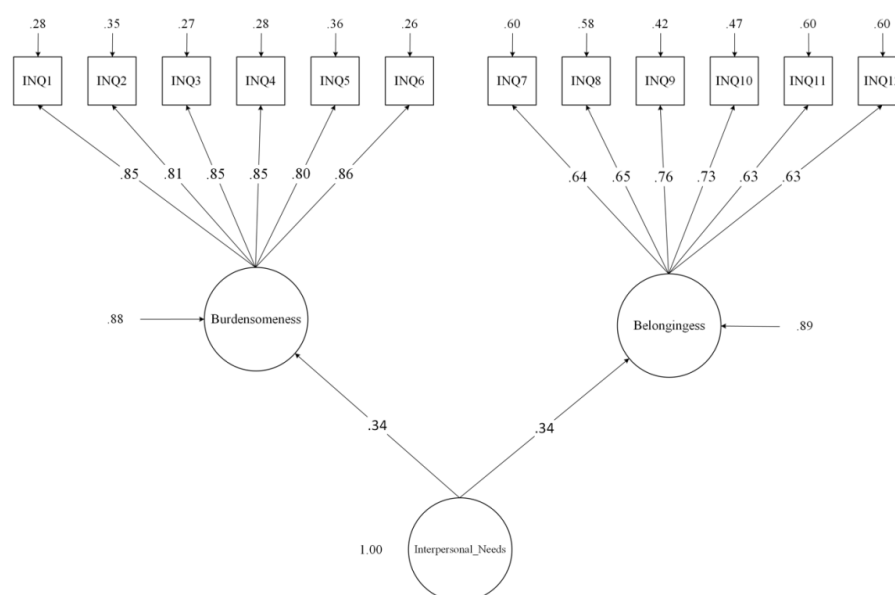 .28 .35 .27 .28 .36 .26 .60 .58 .42 .47 .60 .60
INQ1 INQ2 INQ3 INQ4 INQ5 INQ6 INQ7 INQ8 INQ9 INQ10 INQ11
.85 .81 .85 .85 .80 .86 .64 .65 .76 .73 .63 .63
.88 Burdensomeness Belongingess .89
.34 .34
1.00 Interpersonal_Needs